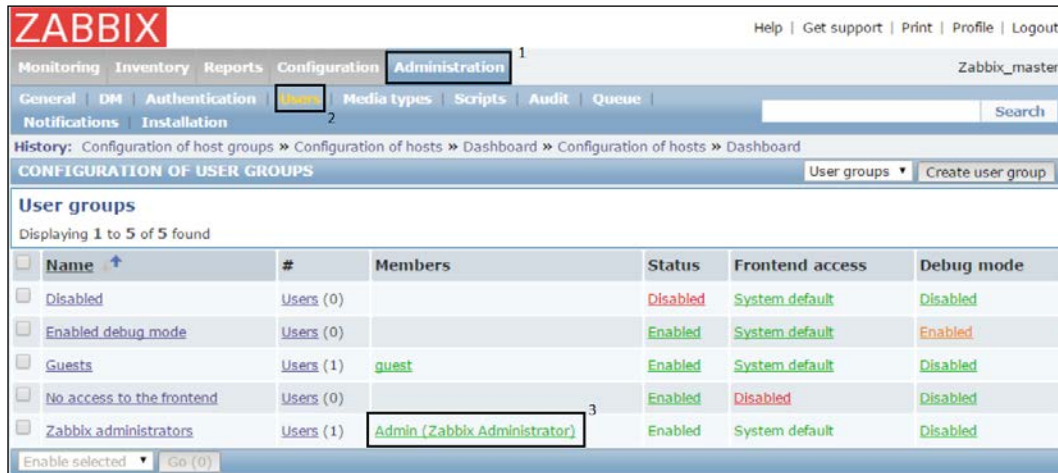 ZABBIX
Help | Get support | Print | Profile | Logout
Monitoring Inventory Reports Configuration Administration 1 Zabbix_master
General | DM | Authentication | Users | Media types | Scripts | Audit | Queue |
2
Notifications | Installation
Search
History: Configuration of host groups » Configuration of hosts » Dashboard » Configuration of hosts » Dashboard
CONFIGURATION OF USER GROUPS User groups Create user group
User groups
Displaying 1 to 5 of 5 found
Name # Members Status Frontend access Debug mode
Disabled Users (0) Disabled System default Disabled
Enabled debug mode Users (0) Enabled System default Enabled
Guests Users (1) guest Enabled System default Disabled
No access to the frontend Users (0) Enabled Disabled Disabled
3
Zabbix administrators Users (1) Admin (Zabbix Administrator) Enabled System default Disabled
Enable selected Go (0)